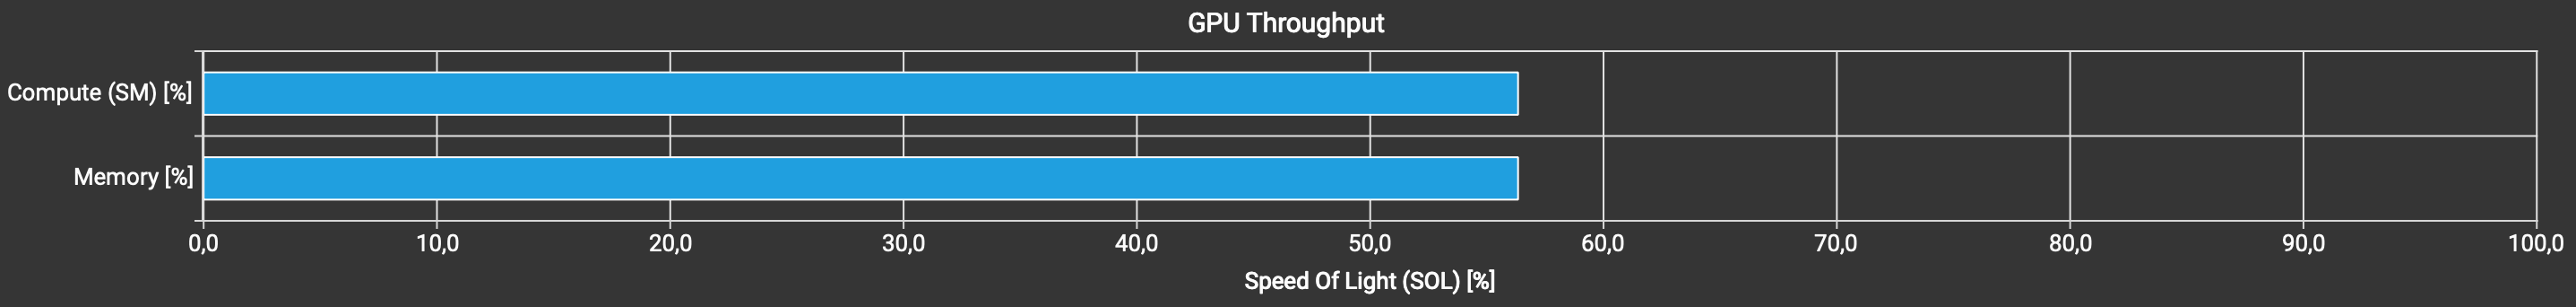 GPU Throughput
Compute (SM) [%]
Memory [%]
0,0 10,0 20,0 30,0 40,0 50,0 60,0 70,0 80,0 90,0 100,0
Speed Of Light (SOL) [%]